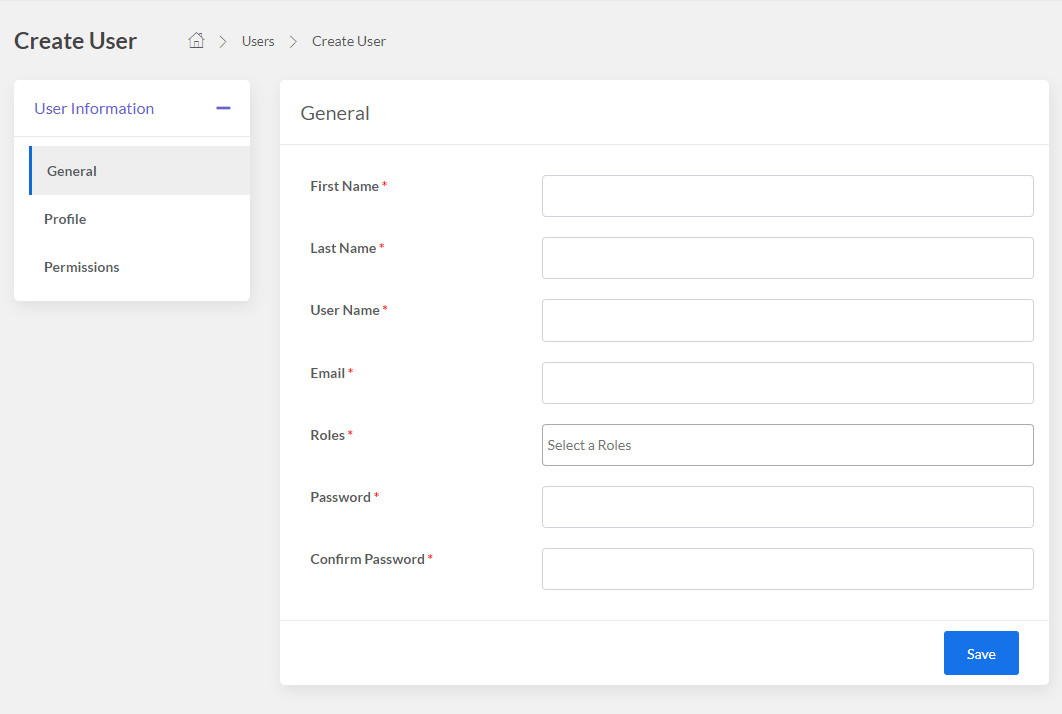 Create User
Users
Create User
User Information
General
Profile
Permissions
General
First Name *
Last Name *
User Name *
Email *
Roles *
Select a Roles
Password *
Confirm Password *
Save